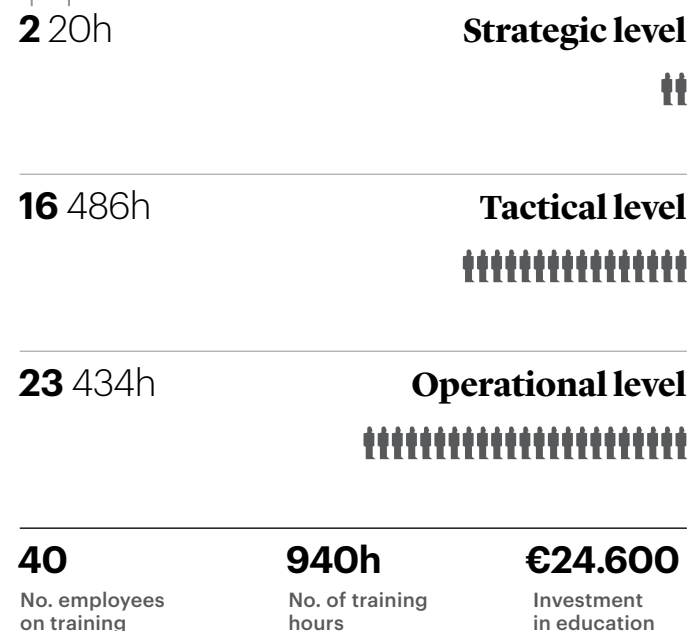 2 20h Strategic level
16 486h Tactical level
23 434h Operational level
40 940h €24.600
No. employees No. of training Investment
on training hours in education